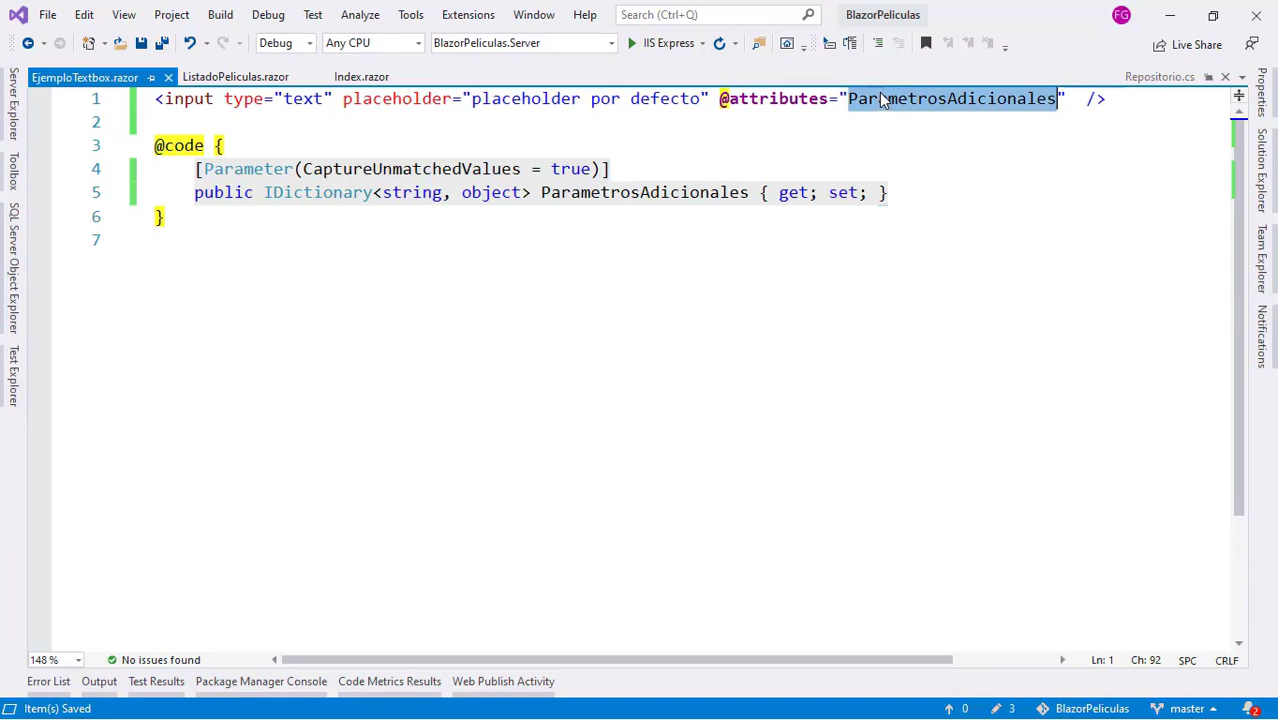 File Edit View Project Build Debug Test Analyze Tools Extensions Window Help Search (Ctrl+Q) BlazorPeliculas FG
Debug Any CPU BlazorPeliculas.Server IIS Express Live Share
EjemploTextbox.razor ListadoPeliculas.razor Index.razor Repositorio.cs
1 <input type="text" placeholder="placeholder por defecto" @attributes="ParametrosAdicionales" />
2
3 @code {
4 [Parameter(CaptureUnmatchedValues = true)]
5 public IDictionary<string, object> ParametrosAdicionales { get; set; }
6 }
7
Server Explorer
Toolbox
SQL Server Object Explorer
Test Explorer
Properties
Solution Explorer
Team Explorer
Notifications
148 % No issues found Ln: 1 Ch: 92 SPC CRLF
Error List Output Test Results Package Manager Console Code Metrics Results Web Publish Activity
Item(s) Saved 0 3 BlazorPeliculas master 2